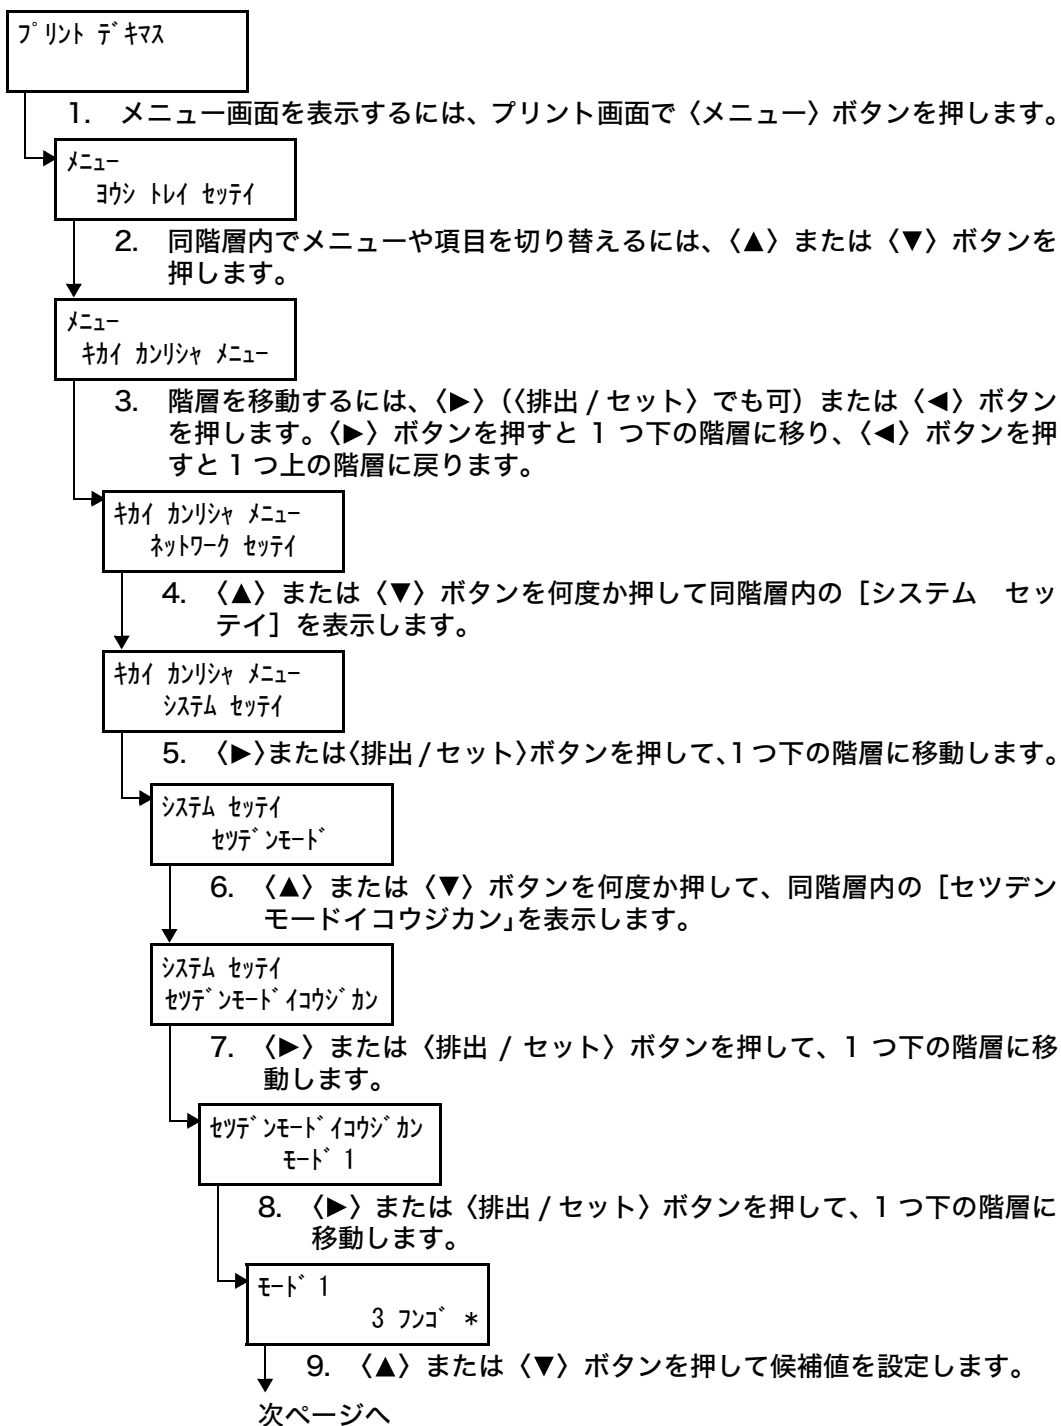 ﾌﾟﾘﾝﾄ ﾃﾞｷﾏｽ
1. メニュー画面を表示するには、プリント画面で〈メニュー〉ボタンを押します。
ﾒﾆｭｰ
ﾖｳｼ ﾄﾚｲ ｾｯﾃｲ
2. 同階層内でメニューや項目を切り替えるには、〈▲〉または〈▼〉ボタンを
押します。
ﾒﾆｭｰ
ｷｶｲ ｶﾝﾘｼｬ ﾒﾆｭｰ
3. 階層を移動するには、〈▶〉（〈排出 / セット〉でも可）または〈◀〉ボタン
を押します。〈▶〉ボタンを押すと 1 つ下の階層に移り、〈◀〉ボタンを押
すと 1 つ上の階層に戻ります。
ｷｶｲ ｶﾝﾘｼｬ ﾒﾆｭｰ
ﾈｯﾄﾜｰｸ ｾｯﾃｲ
4. 〈▲〉または〈▼〉ボタンを何度か押して同階層内の［システム　セッ
テイ］を表示します。
ｷｶｲ ｶﾝﾘｼｬ ﾒﾆｭｰ
ｼｽﾃﾑ ｾｯﾃｲ
5. 〈▶〉または〈排出 / セット〉ボタンを押して、1 つ下の階層に移動します。
ｼｽﾃﾑ ｾｯﾃｲ
ｾﾂﾃﾞﾝﾓｰﾄﾞ
6. 〈▲〉または〈▼〉ボタンを何度か押して、同階層内の［セツデン
モードイコウジカン」を表示します。
ｼｽﾃﾑ ｾｯﾃｲ
ｾﾂﾃﾞﾝﾓｰﾄﾞｲｺｳｼﾞｶﾝ
7. 〈▶〉または〈排出 / セット〉ボタンを押して、1 つ下の階層に移
動します。
ｾﾂﾃﾞﾝﾓｰﾄﾞｲｺｳｼﾞｶﾝ
ﾓｰﾄﾞ 1
8. 〈▶〉または〈排出 / セット〉ボタンを押して、1 つ下の階層に
移動します。
ﾓｰﾄﾞ 1
3 ﾌﾝｺﾞ *
9. 〈▲〉または〈▼〉ボタンを押して候補値を設定します。
次ページへ